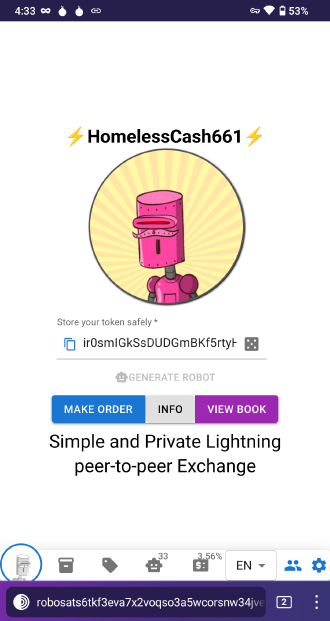 4:33
53%
⚡HomelessCash661⚡
Store your token safely *
ir0smIGkSsDUDGmBKf5rtyH
GENERATE ROBOT
MAKE ORDER INFO VIEW BOOK
Simple and Private Lightning
peer-to-peer Exchange
33
3.56%
EN
robosats6tkf3eva7x2voqso3a5wcorsnw34jve
2